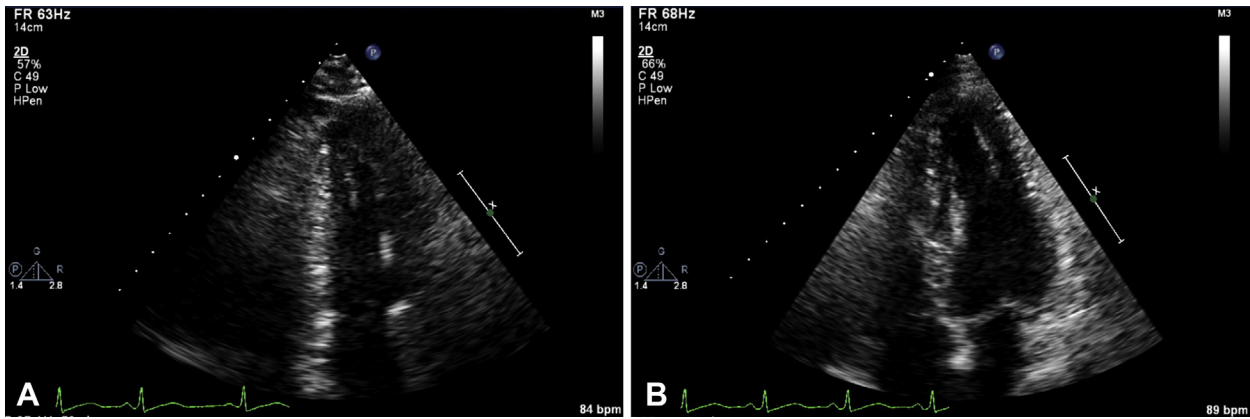 FR 63Hz
14cm
2D
57%
C 49
P Low
HPen
P
M3
G
P R
1.4 2.8
x
A
84 bpm
FR 68Hz
14cm
2D
66%
C 49
P Low
HPen
P
M3
G
P R
1.4 2.8
x
B
89 bpm